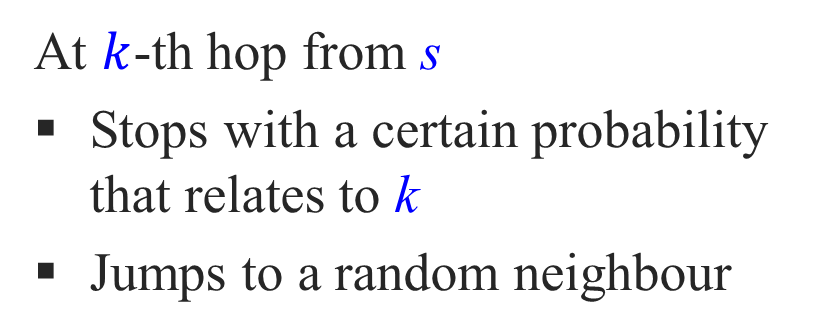 At k-th hop from s
▪ Stops with a certain probability
that relates to k
▪ Jumps to a random neighbour